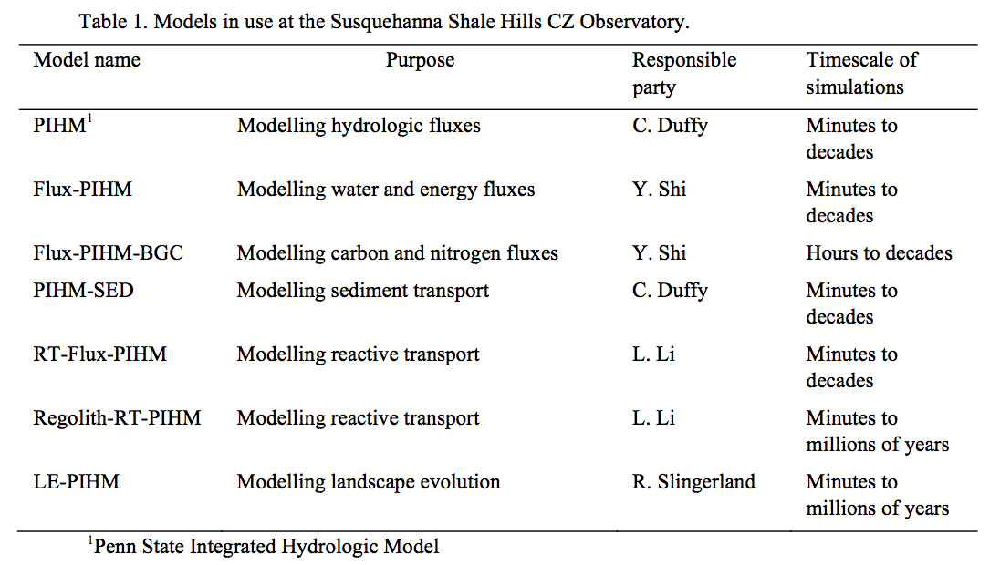 Table 1. Models in use at the Susquehanna Shale Hills CZ Observatory.
Model name Purpose Responsible party Timescale of simulations
PIHM1 Modelling hydrologic fluxes C. Duffy Minutes to decades
Flux-PIHM Modelling water and energy fluxes Y. Shi Minutes to decades
Flux-PIHM-BGC Modelling carbon and nitrogen fluxes Y. Shi Hours to decades
PIHM-SED Modelling sediment transport C. Duffy Minutes to decades
RT-Flux-PIHM Modelling reactive transport L. Li Minutes to decades
Regolith-RT-PIHM Modelling reactive transport L. Li Minutes to millions of years
LE-PIHM Modelling landscape evolution R. Slingerland Minutes to millions of years
1Penn State Integrated Hydrologic Model